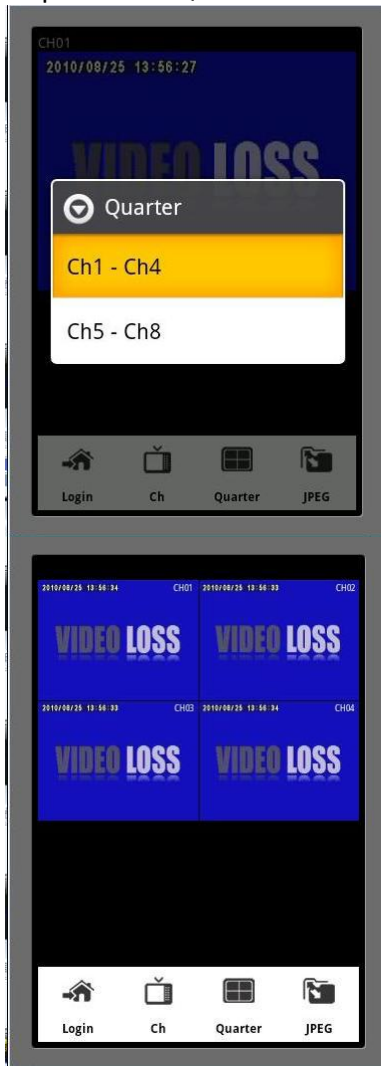 CH01
2010/08/25 13:56:27
VIDEO LOSS
Quarter
Ch1 - Ch4
Ch5 - Ch8
Login Ch Quarter JPEG
2010/08/25 13:56:34 CH01 2010/08/25 13:56:33 CH02
VIDEO LOSS VIDEO LOSS
2010/08/25 13:56:33 CH03 2010/08/25 13:56:34 CH04
VIDEO LOSS VIDEO LOSS
Login Ch Quarter JPEG